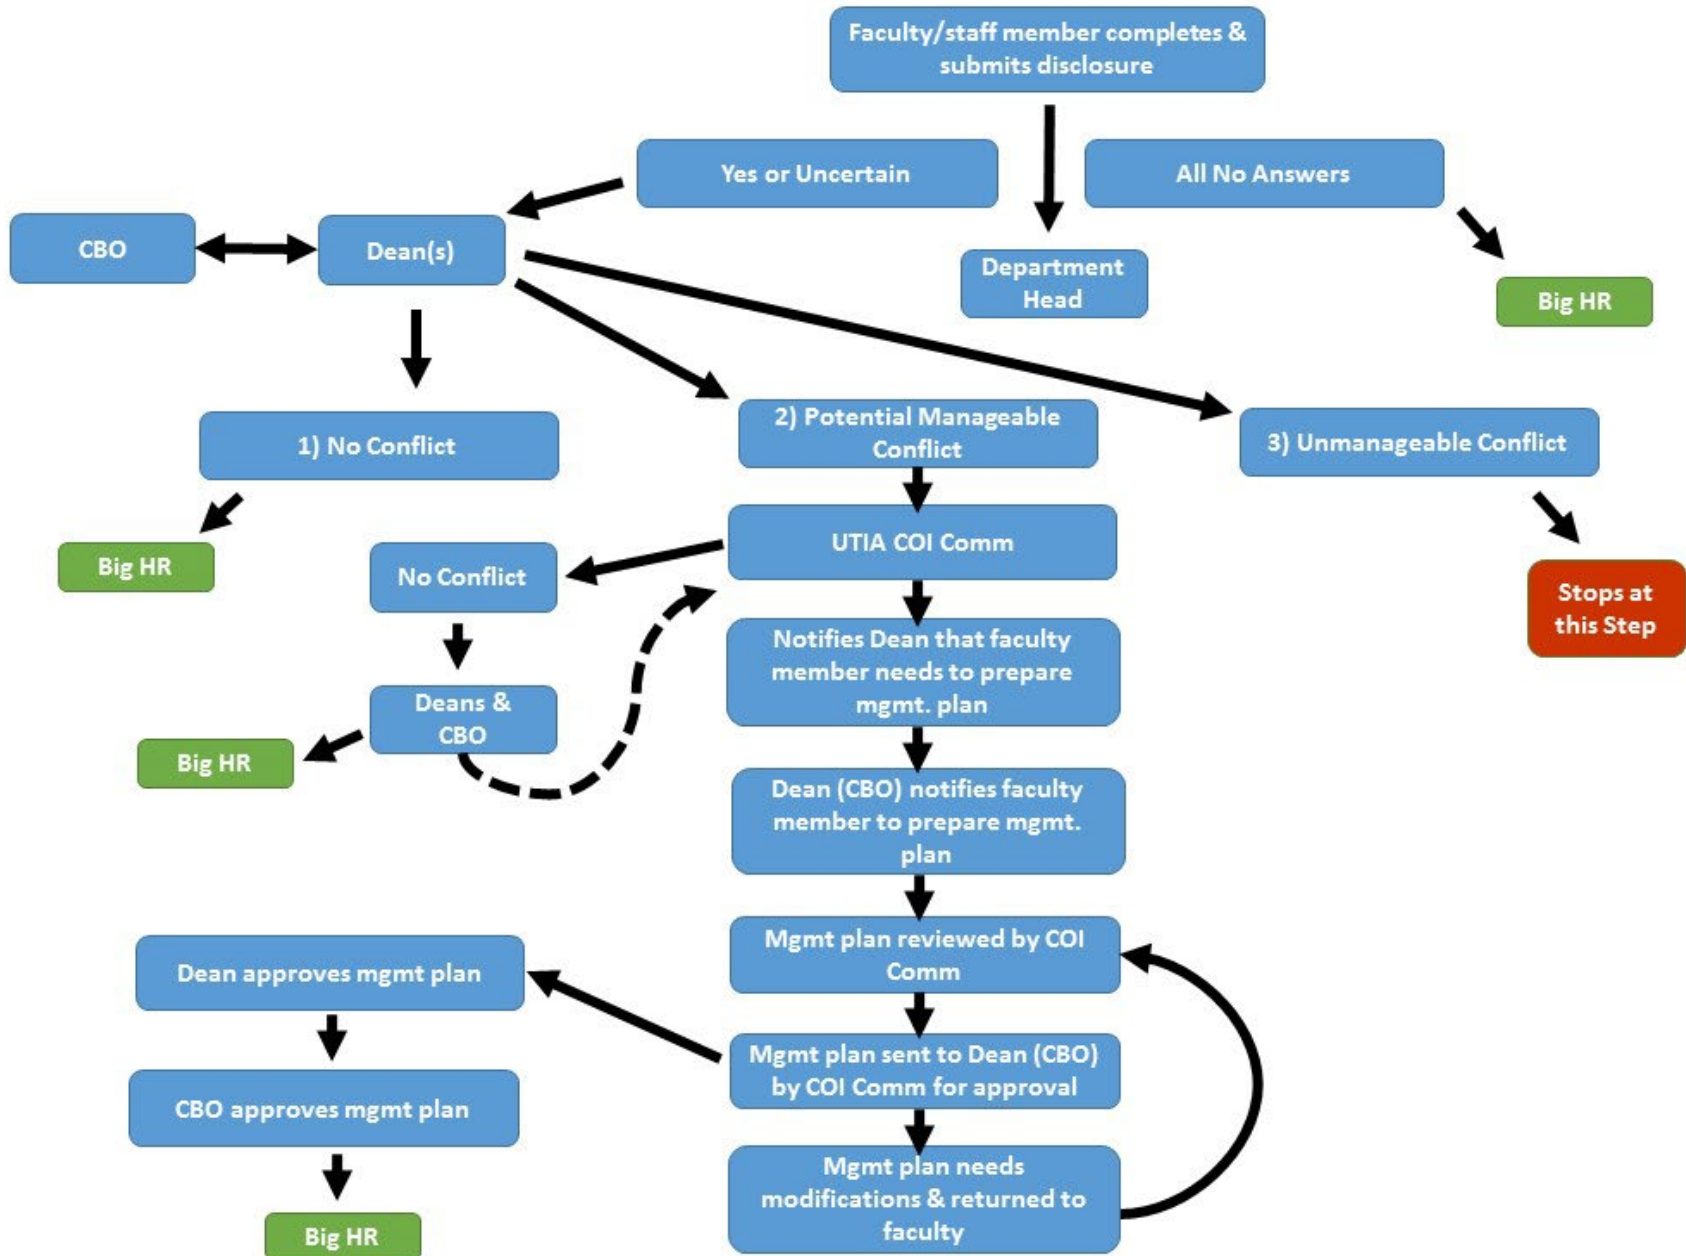 Faculty/staff member completes &
submits disclosure
Yes or Uncertain
All No Answers
CBO
Dean(s)
Department
Head
Big HR
1) No Conflict
2) Potential Manageable
Conflict
3) Unmanageable Conflict
Big HR
No Conflict
UTIA COI Comm
Stops at
this Step
Notifies Dean that faculty
member needs to prepare
mgmt. plan
Deans &
CBO
Big HR
Dean (CBO) notifies faculty
member to prepare mgmt.
plan
Mgmt plan reviewed by COI
Comm
Dean approves mgmt plan
Mgmt plan sent to Dean (CBO)
by COI Comm for approval
CBO approves mgmt plan
Mgmt plan needs
modifications & returned to
faculty
Big HR